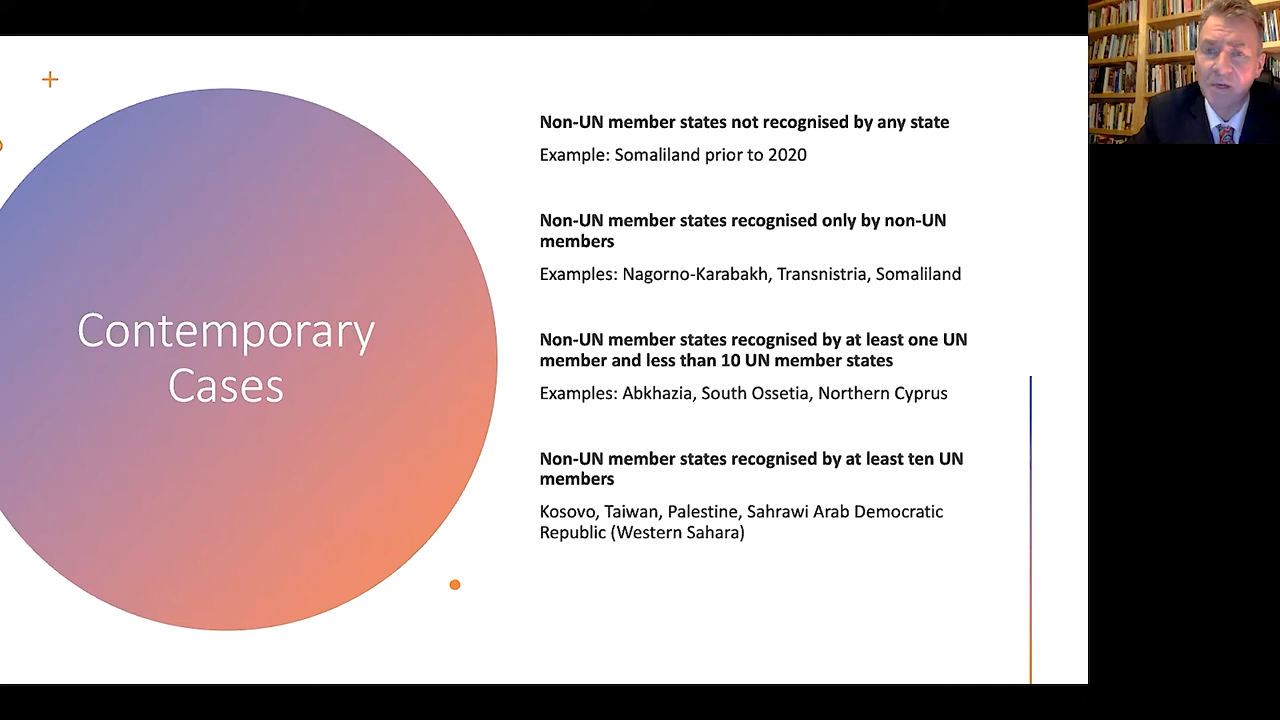 Contemporary
Cases
Non-UN member states not recognised by any state
Example: Somaliland prior to 2020
Non-UN member states recognised only by non-UN
members
Examples: Nagorno-Karabakh, Transnistria, Somaliland
Non-UN member states recognised by at least one UN
member and less than 10 UN member states
Examples: Abkhazia, South Ossetia, Northern Cyprus
Non-UN member states recognised by at least ten UN
members
Kosovo, Taiwan, Palestine, Sahrawi Arab Democratic
Republic (Western Sahara)